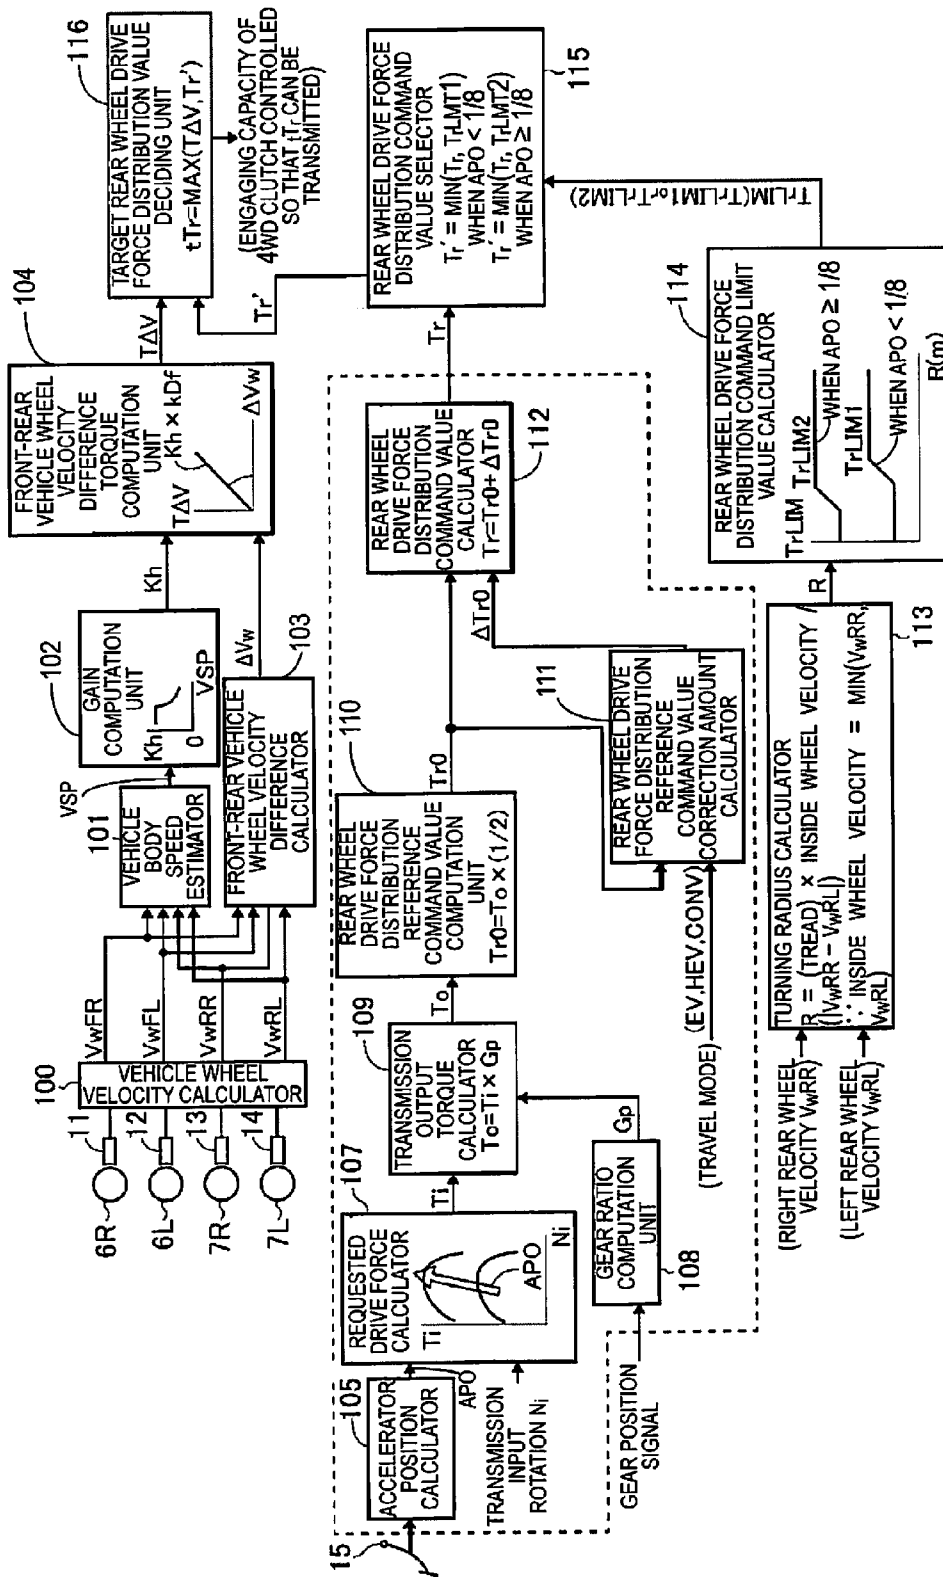 6R
6L
7R
7L
11
12
13
14
100
VEHICLE WHEEL
VELOCITY CALCULATOR
VwFR
VwFL
VwRR
VwRL
101
VEHICLE
BODY
SPEED
ESTIMATOR
VSP
102
GAIN
COMPUTATION
UNIT
Kh
0
VSP
FRONT-REAR VEHICLE
WHEEL VELOCITY
DIFFERENCE
CALCULATOR
103
Kh
ΔVw
104
FRONT-REAR
VEHICLE WHEEL
VELOCITY
DIFFERENCE
TORQUE
COMPUTATION
UNIT
TΔV
Kh × KDf
ΔVw
TΔV
116
TARGET REAR WHEEL DRIVE
FORCE DISTRIBUTION VALUE
DECIDING UNIT
tTr=MAX(TΔV,Tr')
(ENGAGING CAPACITY OF
4WD CLUTCH CONTROLLED
SO THAT tTr CAN BE
TRANSMITTED)
Tr'
15
105
ACCELERATOR
POSITION
CALCULATOR
APO
TRANSMISSION
INPUT
ROTATION Ni
107
REQUESTED
DRIVE FORCE
CALCULATOR
Ti
APO
Ni
Ti
GEAR POSITION
SIGNAL
GEAR RATIO
COMPUTATION
UNIT
108
Gp
109
TRANSMISSION
OUTPUT
TORQUE
CALCULATOR
To=Ti × Gp
To
110
REAR WHEEL
DRIVE FORCE
DISTRIBUTION
REFERENCE
COMMAND VALUE
COMPUTATION
UNIT
Tr0=To × (1/2)
Tr0
(TRAVEL MODE) (EV,HEV,CONV)
111
REAR WHEEL DRIVE
FORCE DISTRIBUTION
REFERENCE
COMMAND VALUE
CORRECTION AMOUNT
CALCULATOR
ΔTr0
REAR WHEEL
DRIVE FORCE
DISTRIBUTION
COMMAND VALUE
CALCULATOR
Tr=Tr0+ ΔTr0
112
Tr
REAR WHEEL DRIVE FORCE
DISTRIBUTION COMMAND
VALUE SELECTOR
Tr' = MIN(Tr, TrLMT1)
WHEN APO < 1/8
Tr' = MIN(Tr, TrLMT2)
WHEN APO ≥ 1/8
115
(RIGHT REAR WHEEL
VELOCITY VwRR)
(LEFT REAR WHEEL
VELOCITY VwRL)
TURNING RADIUS CALCULATOR
R = (TREAD) × INSIDE WHEEL VELOCITY /
(|VwRR − VwRL|)
∵ INSIDE WHEEL VELOCITY = MIN(VwRR,
VwRL)
113
R
114
REAR WHEEL DRIVE FORCE
DISTRIBUTION COMMAND LIMIT
VALUE CALCULATOR
TrLIM
TrLIM2
WHEN APO ≥ 1/8
TrLIM1
WHEN APO < 1/8
R(m)
TrLIM(TrLIM1orTrLIM2)